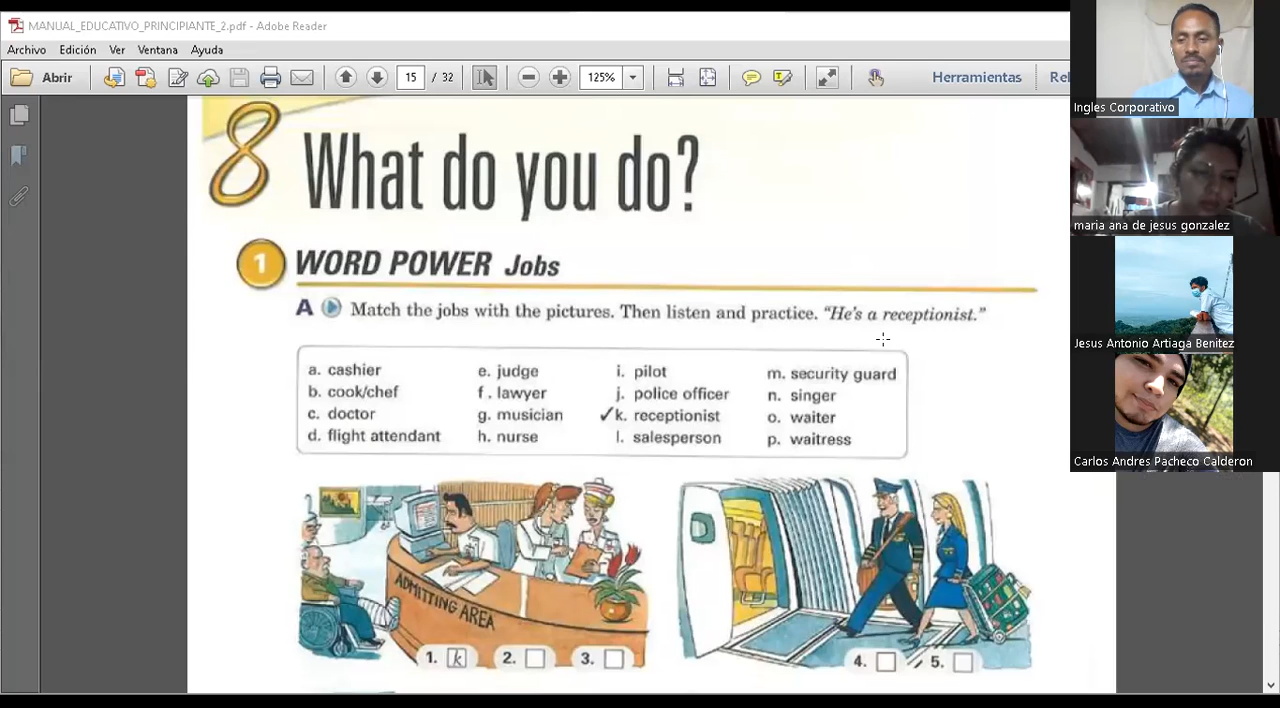 MANUAL_EDUCATIVO_PRINCIPIANTE_2.pdf - Adobe Reader
Archivo Edición Ver Ventana Ayuda
Abrir 15 / 32 125% Herramientas Rel
8 What do you do?
1 WORD POWER Jobs
A Match the jobs with the pictures. Then listen and practice. "He's a receptionist."
a. cashier e. judge i. pilot m. security guard
b. cook/chef f. lawyer j. police officer n. singer
c. doctor g. musician ✓k. receptionist o. waiter
d. flight attendant h. nurse l. salesperson p. waitress
ADMITTING AREA
1. k 2. 3. 4. 5.
Ingles Corporativo
maria ana de jesus gonzalez
Jesus Antonio Artiaga Benitez
Carlos Andres Pacheco Calderon